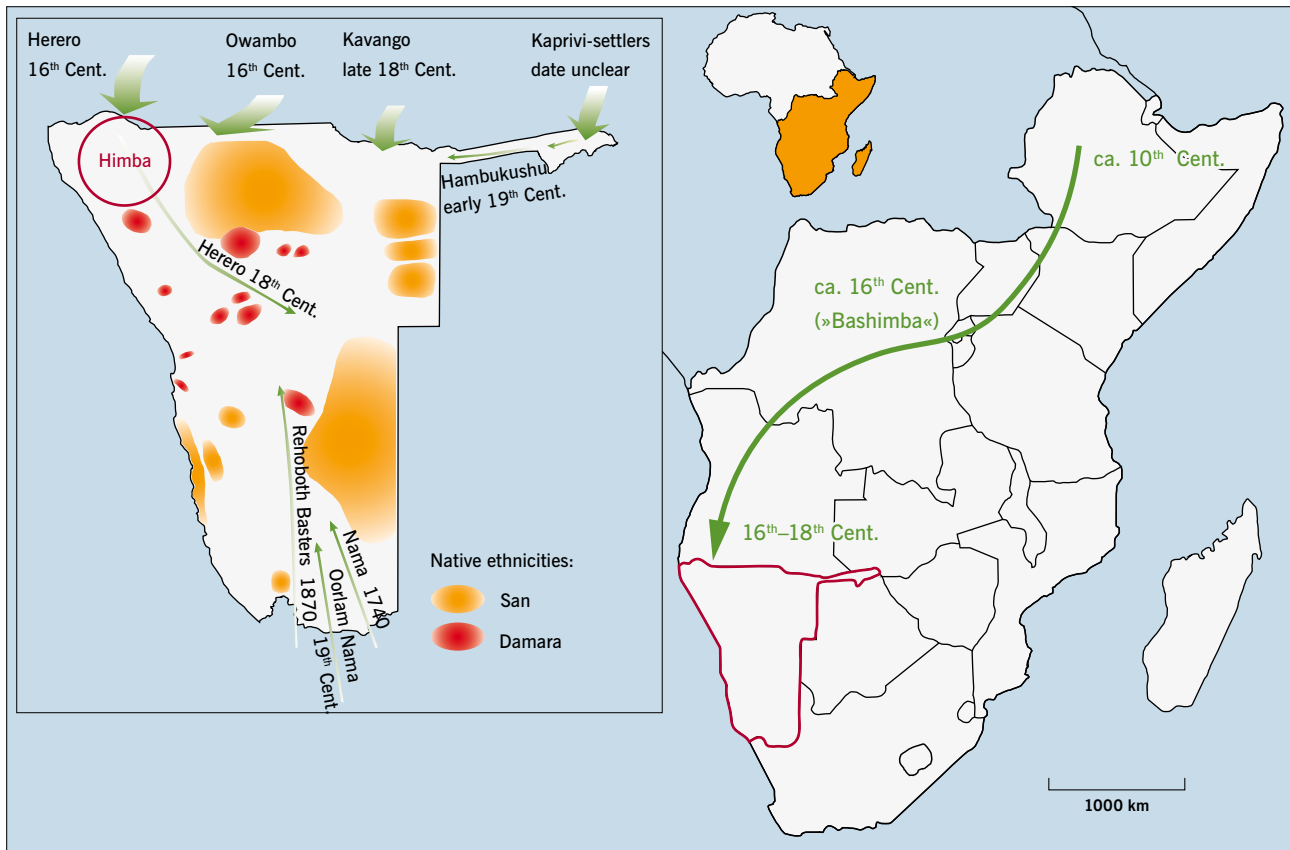 Herero
16th Cent.
Owambo
16th Cent.
Kavango
late 18th Cent.
Kaprivi-settlers
date unclear
Himba
Hambukushu
early 19th Cent.
Herero 18th Cent.
Rehoboth Basters 1870
Oorlam Nama
19th Cent.
Nama 1740
Native ethnicities:
San
Damara
ca. 10th Cent.
ca. 16th Cent.
(»Bashimba«)
16th–18th Cent.
1000 km